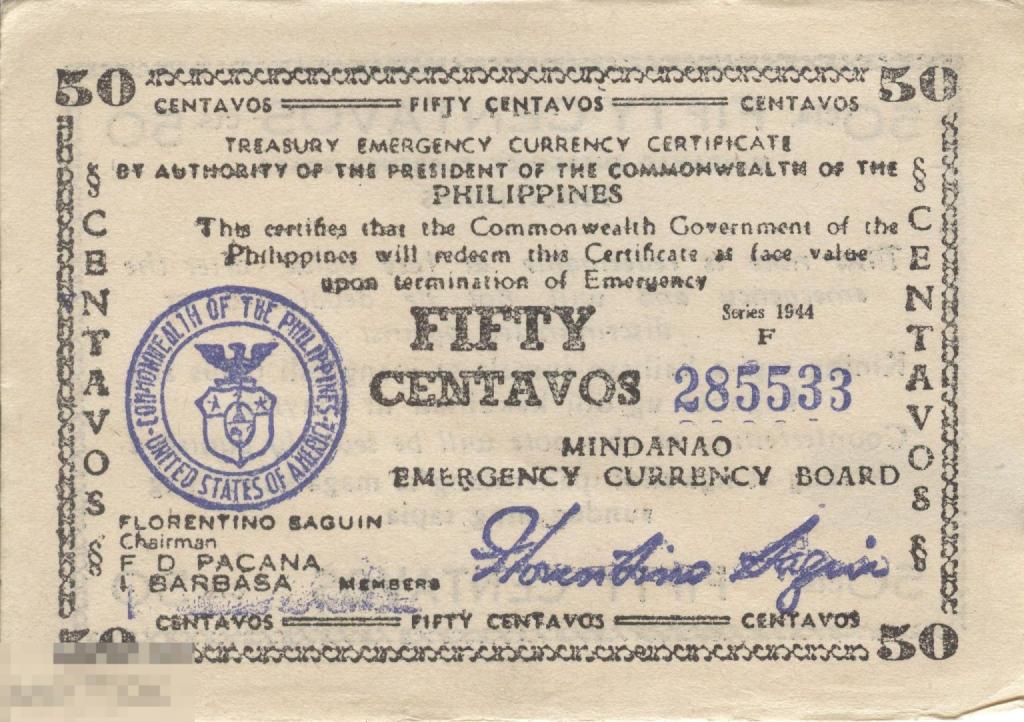 50 50
CENTAVOS FIFTY CENTAVOS CENTAVOS
TREASURY EMERGENCY CURRENCY CERTIFICATE
BY AUTHORITY OF THE PRESIDENT OF THE COMMONWEALTH OF THE
PHILIPPINES
This certifies that the Commonwealth Government of the
Philippines will redeem this Certificate at face value
upon termination of Emergency
§ CENTAVOS §
§ CENTAVOS §
FIFTY
CENTAVOS
Series 1944
F
285533
COMMONWEALTH OF THE PHILIPPINES
UNITED STATES OF AMERICA
MINDANAO
EMERGENCY CURRENCY BOARD
FLORENTINO SAGUIN
Chairman
F D PACANA
I BARBASA MEMBERS
Florentino Saguin
CENTAVOS FIFTY CENTAVOS CENTAVOS
50 50